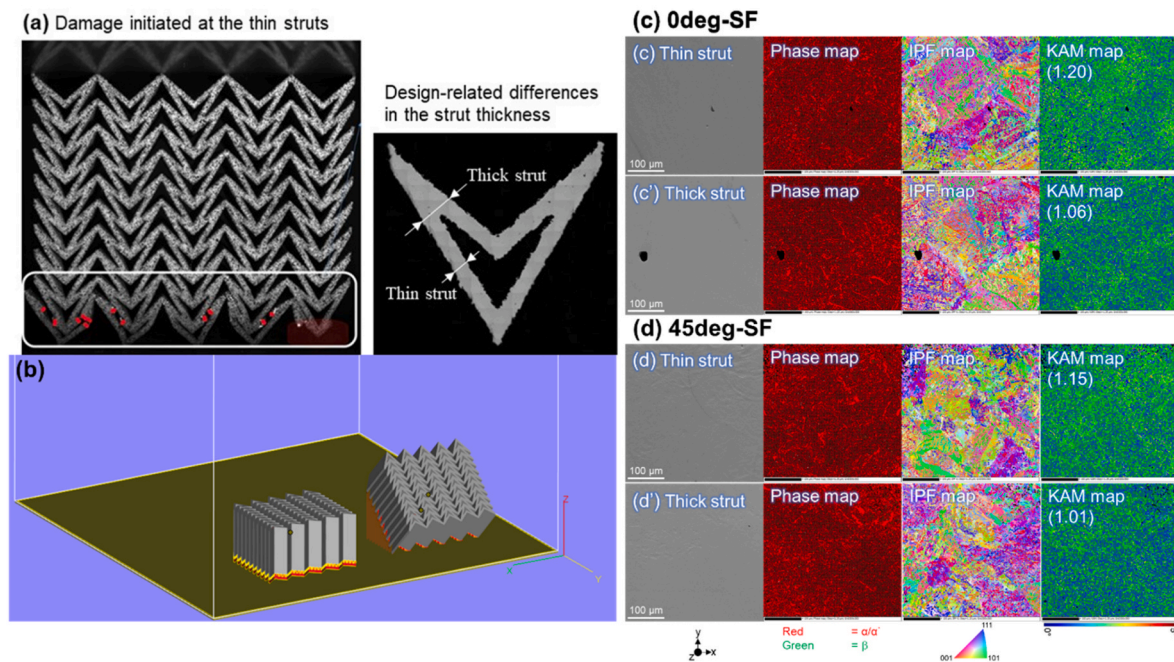 (a) Damage initiated at the thin struts
Design-related differences
in the strut thickness
Thick strut
Thin strut
(b)
Z
X
Y
(c) 0deg-SF
(c) Thin strut
Phase map
IPF map
KAM map
(1.20)
100 μm
(c') Thick strut
Phase map
IPF map
KAM map
(1.06)
100 μm
(d) 45deg-SF
(d) Thin strut
Phase map
IPF map
KAM map
(1.15)
100 μm
(d') Thick strut
Phase map
IPF map
KAM map
(1.01)
100 μm
y
z
x
Red = α/α´
Green = β
111
001
101